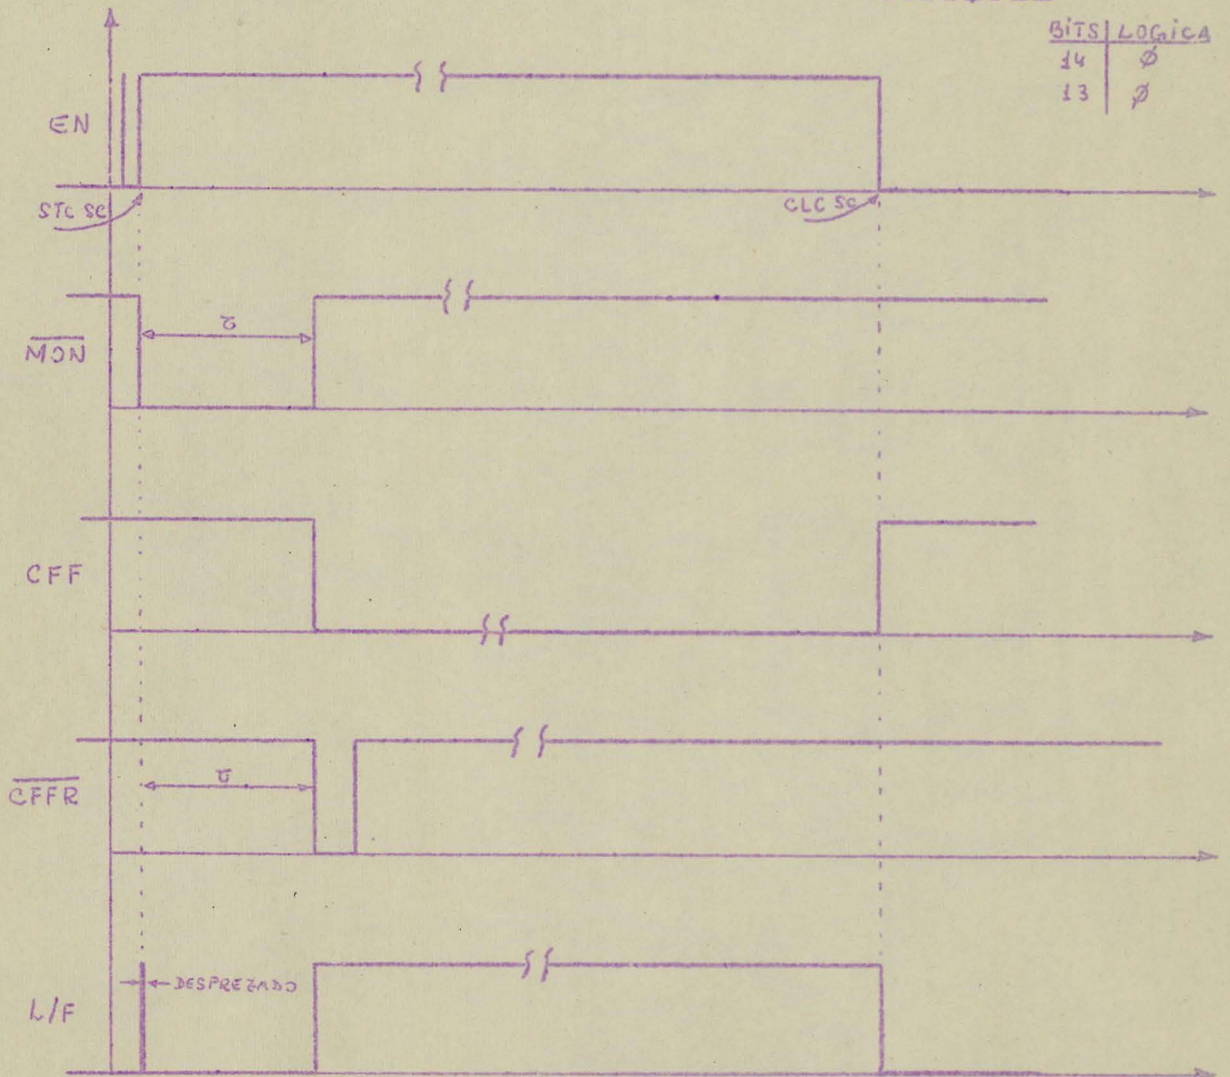 BITS LOGICA
14 Ø
13 Ø
EN
STC SC
CLC SC
τ
MON
CFF
τ
CFFR
DESPREZADO
L/F